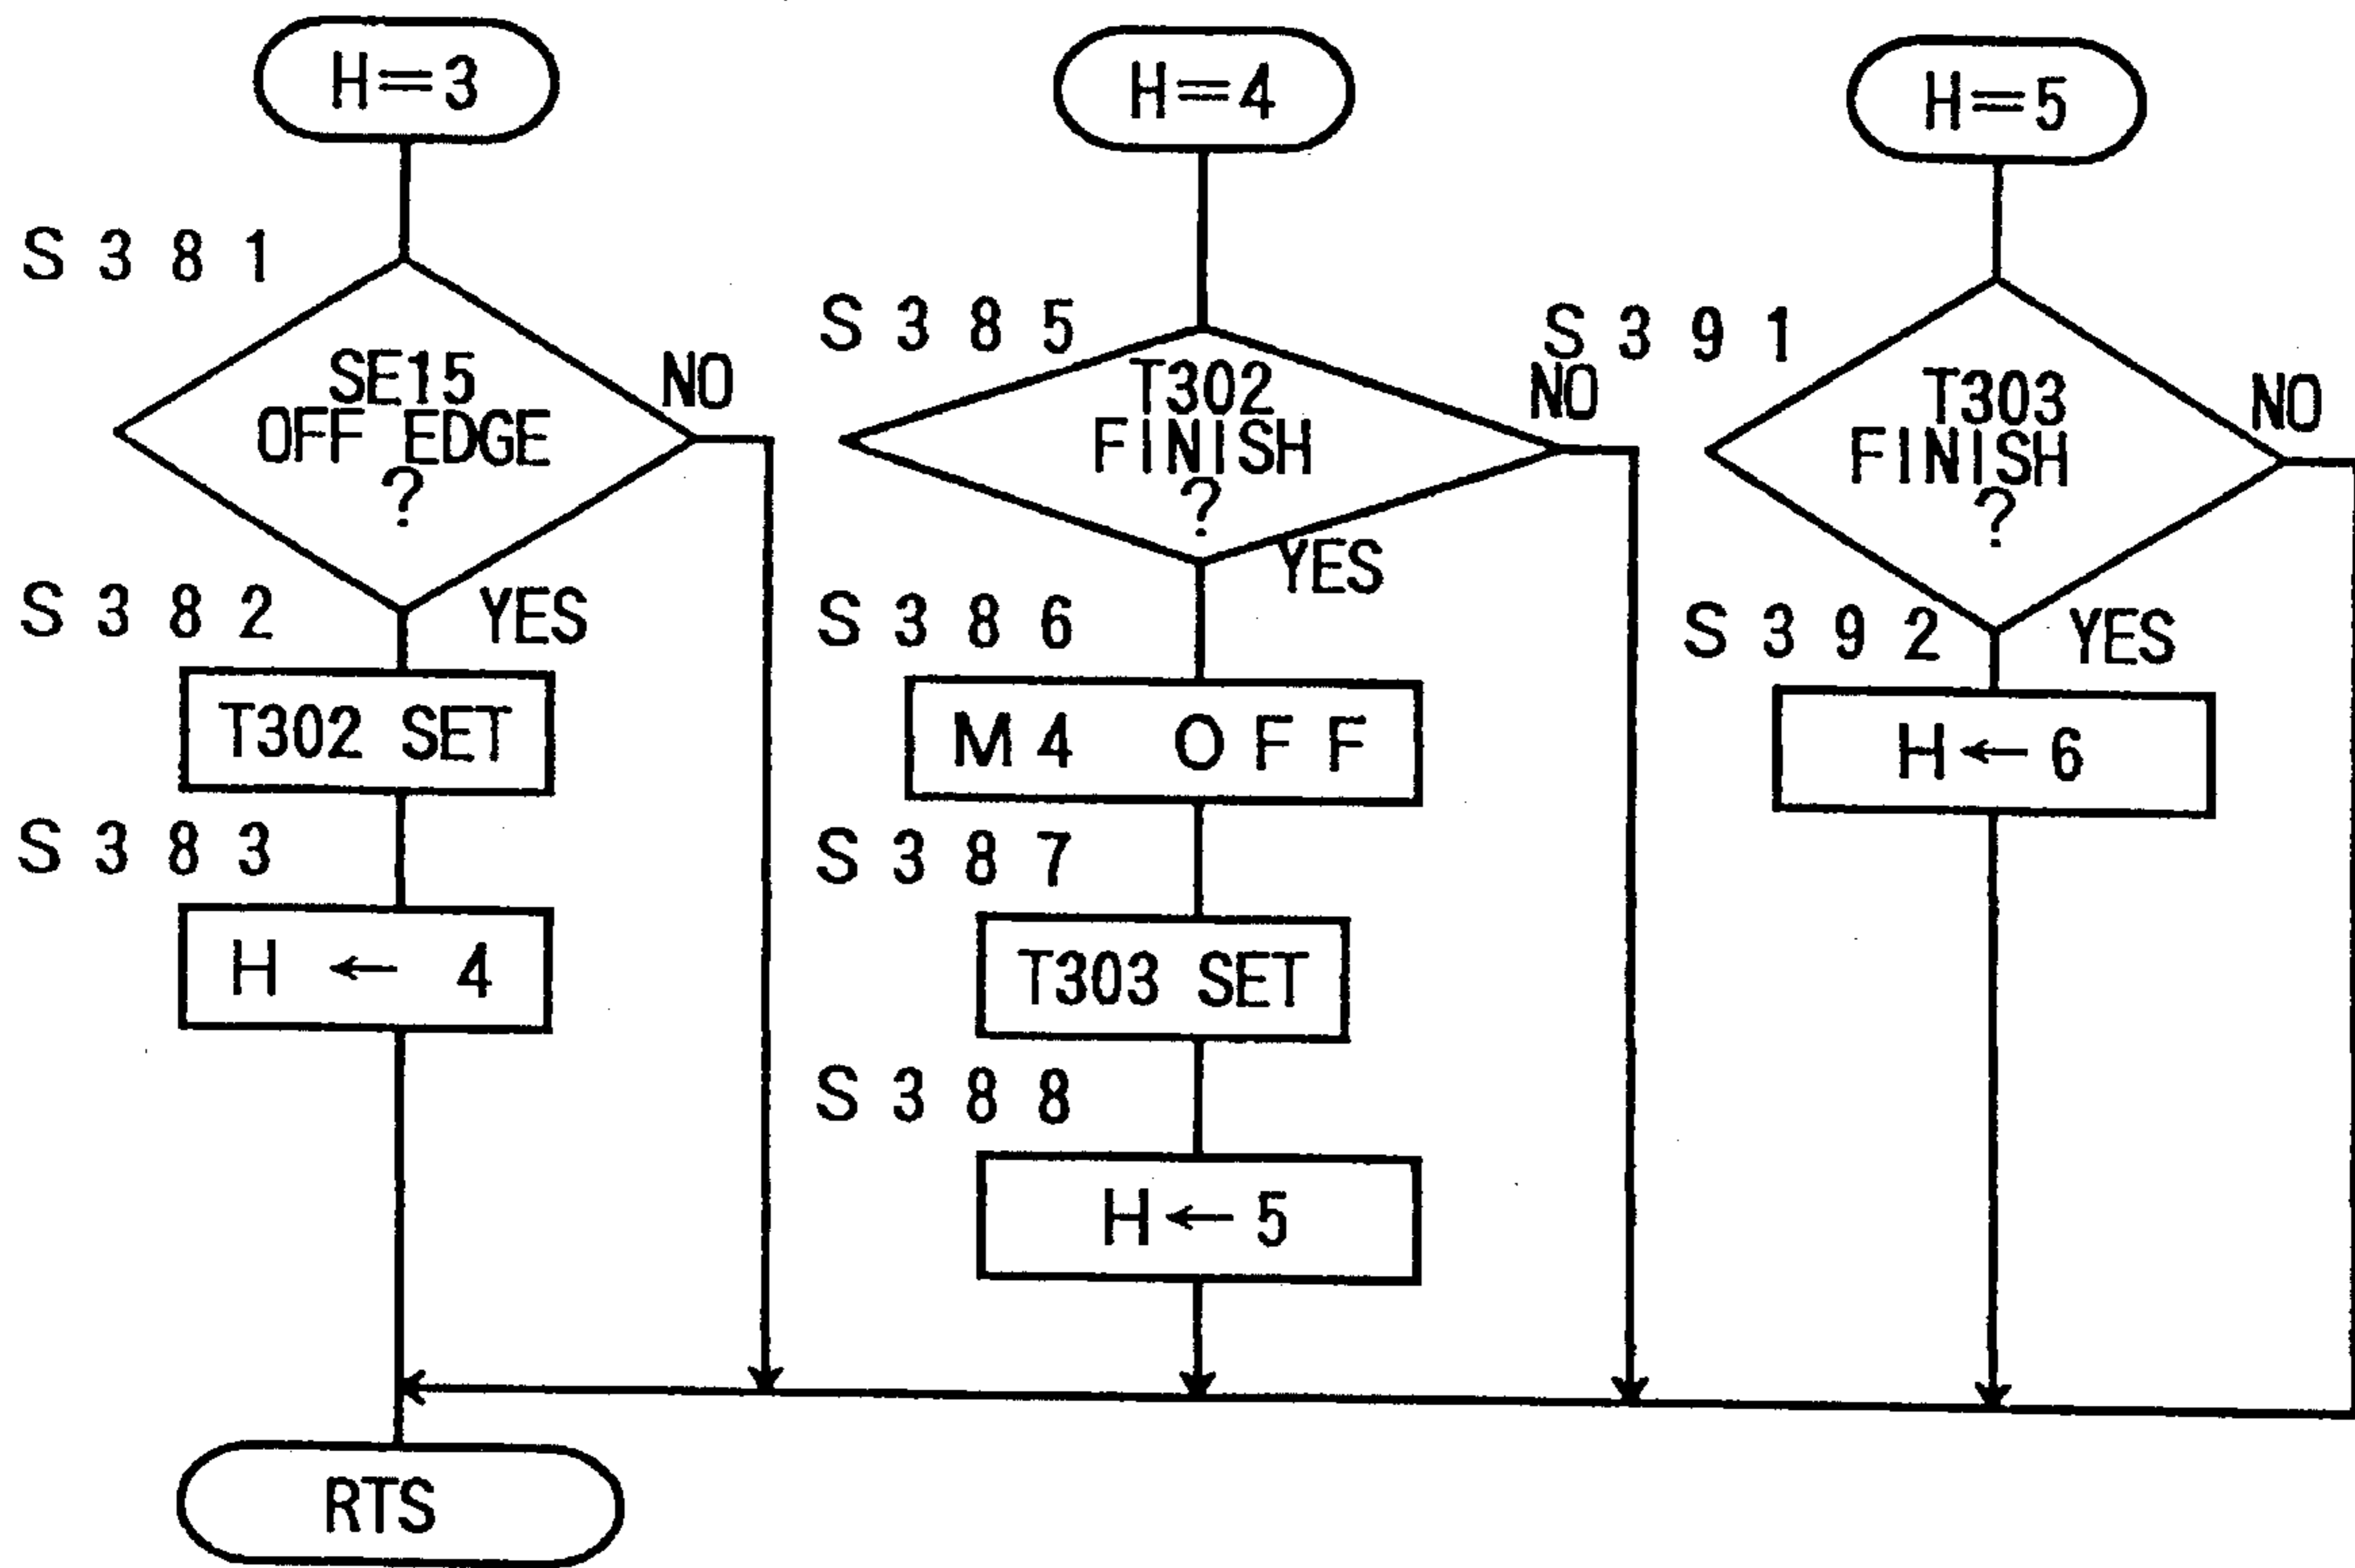 H=3
S381
SE15
OFF EDGE
?
NO
S382
YES
T302 SET
S383
H ← 4
RTS
H=4
S385
T302
FINISH
?
NO
YES
S386
M4 OFF
S387
T303 SET
S388
H ← 5
H=5
S391
T303
FINISH
?
NO
S392
YES
H ← 6